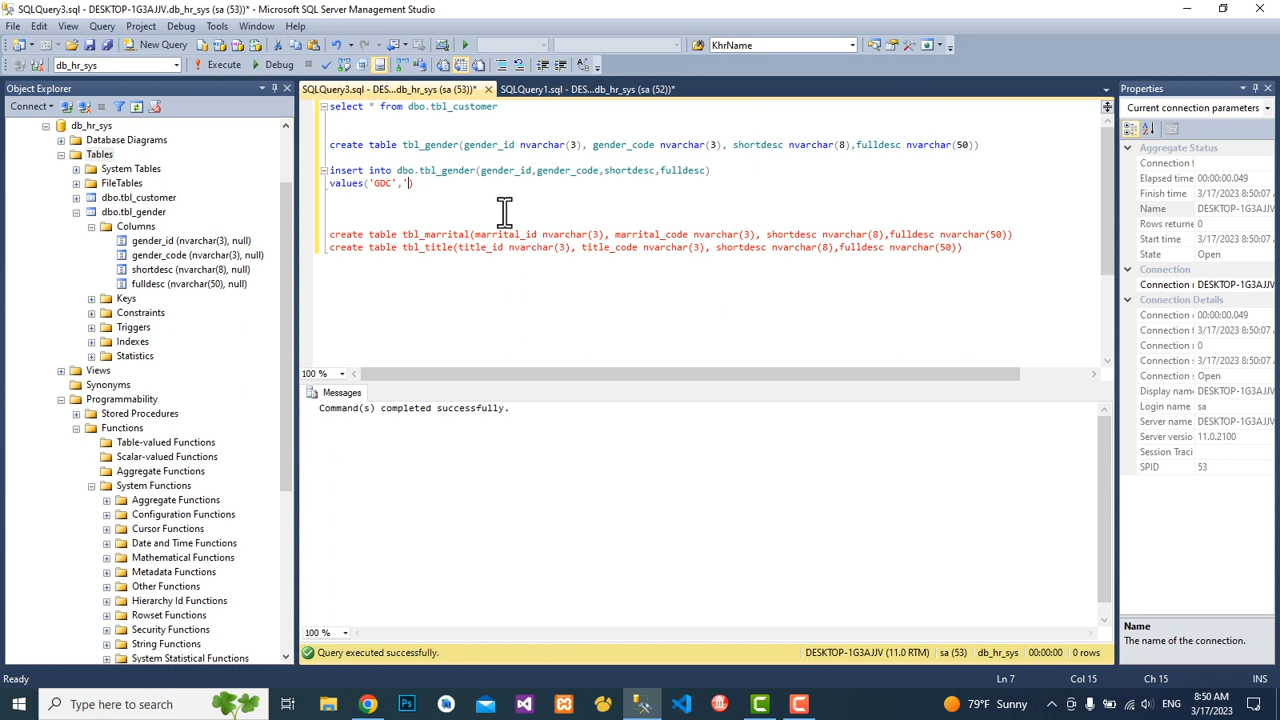 SQLQuery3.sql - DESKTOP-1G3AJJV.db_hr_sys (sa (53))* - Microsoft SQL Server Management Studio
File Edit View Query Project Debug Tools Window Help
New Query KhrName
db_hr_sys Execute Debug
Object Explorer
Connect
db_hr_sys
Database Diagrams
Tables
System Tables
FileTables
dbo.tbl_customer
dbo.tbl_gender
Columns
gender_id (nvarchar(3), null)
gender_code (nvarchar(3), null)
shortdesc (nvarchar(8), null)
fulldesc (nvarchar(50), null)
Keys
Constraints
Triggers
Indexes
Statistics
Views
Synonyms
Programmability
Stored Procedures
Functions
Table-valued Functions
Scalar-valued Functions
Aggregate Functions
System Functions
Aggregate Functions
Configuration Functions
Cursor Functions
Date and Time Functions
Mathematical Functions
Metadata Functions
Other Functions
Hierarchy Id Functions
Rowset Functions
Security Functions
String Functions
System Statistical Functions
SQLQuery3.sql - DES...db_hr_sys (sa (53))* SQLQuery1.sql - DES...db_hr_sys (sa (52))*
select * from dbo.tbl_customer
create table tbl_gender(gender_id nvarchar(3), gender_code nvarchar(3), shortdesc nvarchar(8),fulldesc nvarchar(50))
insert into dbo.tbl_gender(gender_id,gender_code,shortdesc,fulldesc)
values('GDC',')
create table tbl_marrital(marrital_id nvarchar(3), marrital_code nvarchar(3), shortdesc nvarchar(8),fulldesc nvarchar(50))
create table tbl_title(title_id nvarchar(3), title_code nvarchar(3), shortdesc nvarchar(8),fulldesc nvarchar(50))
100 %
Messages
Command(s) completed successfully.
100 %
Query executed successfully. DESKTOP-1G3AJJV (11.0 RTM) sa (53) db_hr_sys 00:00:00 0 rows
Properties
Current connection parameters
Aggregate Status
Connection f
Elapsed time 00:00:00.049
Finish time 3/17/2023 8:50:07
Name DESKTOP-1G3AJJV
Rows returned 0
Start time 3/17/2023 8:50:07
State Open
Connection
Connection n DESKTOP-1G3AJJV
Connection Details
Connection e 00:00:00.049
Connection f 3/17/2023 8:50:07
Connection r 0
Connection s 3/17/2023 8:50:07
Connection s Open
Display name DESKTOP-1G3AJJV
Login name sa
Server name DESKTOP-1G3AJJV
Server version 11.0.2100
Session Traci
SPID 53
Name
The name of the connection.
Ready Ln 7 Col 15 Ch 15 INS
Type here to search 79°F Sunny ENG 8:50 AM
3/17/2023